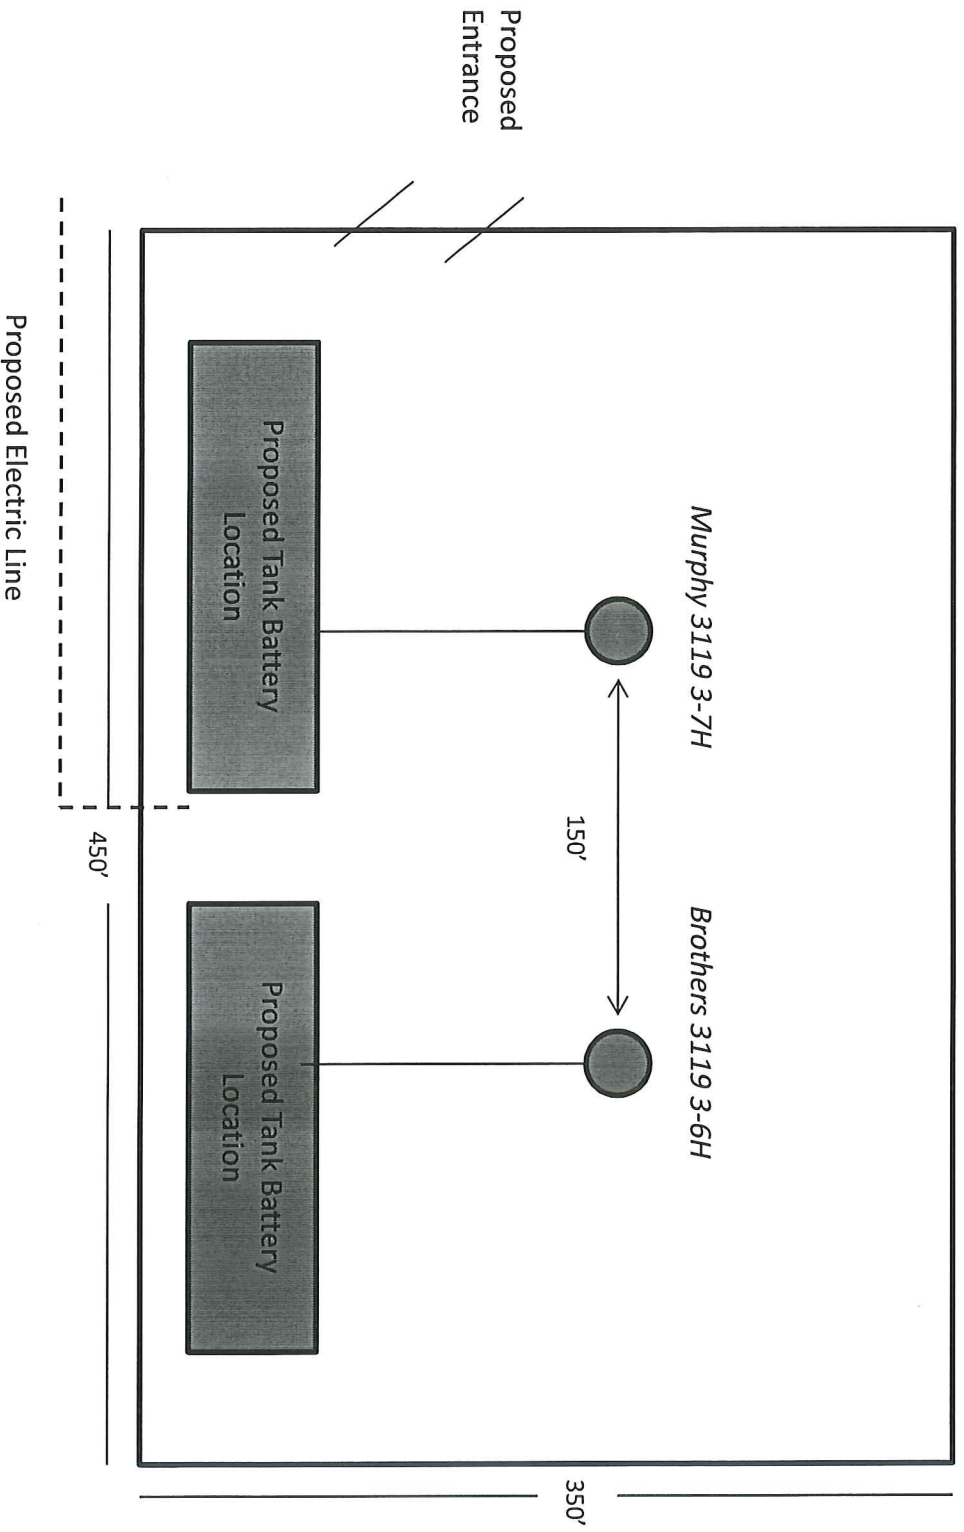 Murphy 3119 3-7H
Brothers 3119 3-6H
150’
Proposed
Entrance
Proposed Tank Battery
Location
Proposed Tank Battery
Location
450’
350’
Proposed Electric Line